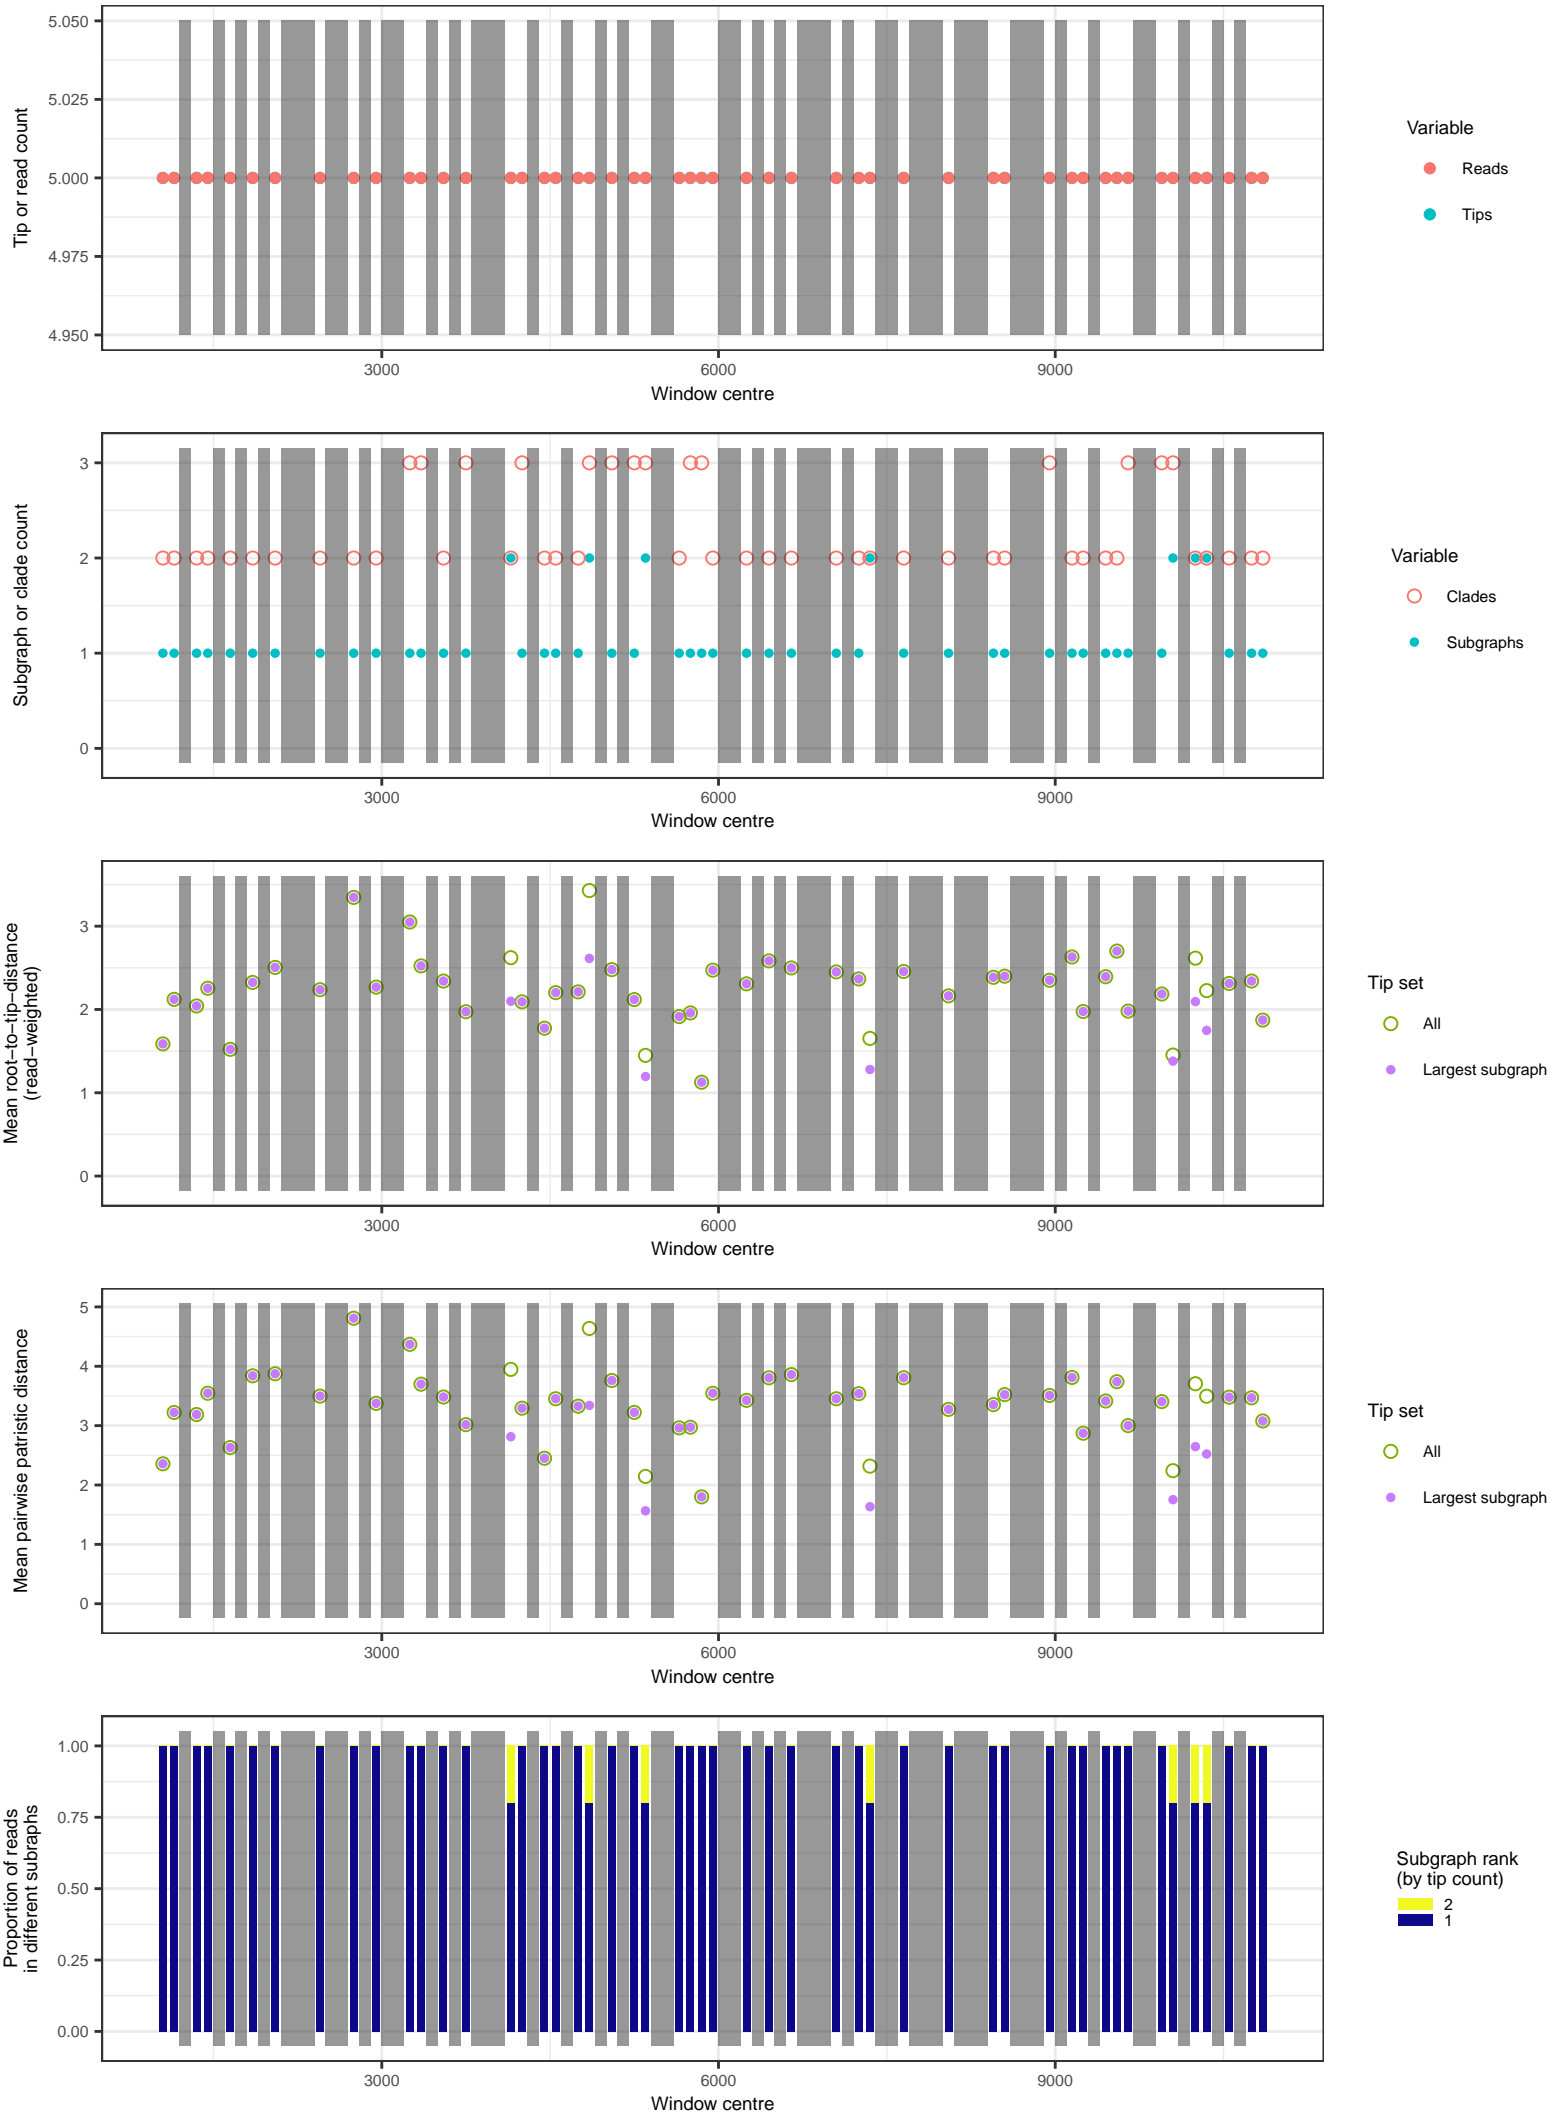 5.050
5.025
5.000
4.975
4.950
Tip or read count
3000
6000
9000
Window centre
Variable
Reads
Tips
3
2
1
0
Subgraph or clade count
3000
6000
9000
Window centre
Variable
Clades
Subgraphs
3
2
1
0
Mean root−to−tip−distance
(read−weighted)
3000
6000
9000
Window centre
Tip set
All
Largest subgraph
5
4
3
2
1
0
Mean pairwise patristic distance
3000
6000
9000
Window centre
Tip set
All
Largest subgraph
1.00
0.75
0.50
0.25
0.00
Proportion of reads
in different subraphs
3000
6000
9000
Window centre
Subgraph rank
(by tip count)
2
1